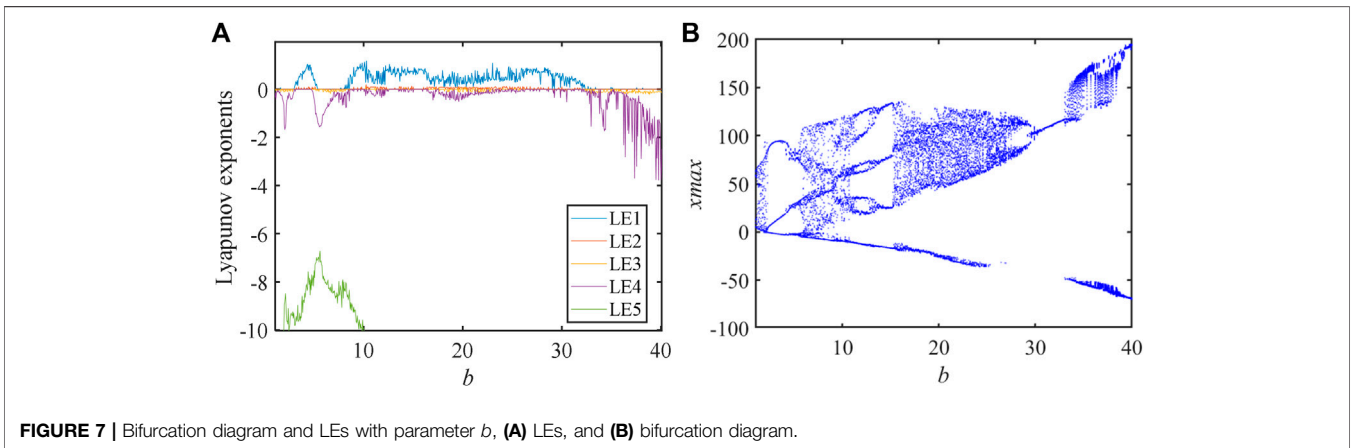 A
B
0
-2
-4
-6
-8
-10
Lyapunov exponents
10
20
30
40
b
LE1
LE2
LE3
LE4
LE5
200
150
100
50
0
-50
-100
xmax
10
20
30
40
b
FIGURE 7 | Bifurcation diagram and LEs with parameter b, (A) LEs, and (B) bifurcation diagram.